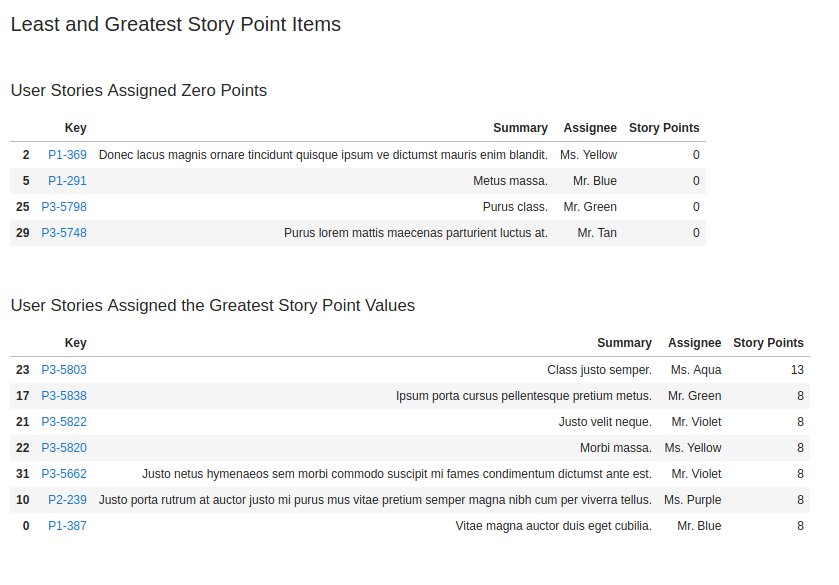 Least and Greatest Story Point Items
User Stories Assigned Zero Points
Key Summary Assignee Story Points
2 P1-369 Donec lacus magnis ornare tincidunt quisque ipsum ve dictumst mauris enim blandit. Ms. Yellow 0
5 P1-291 Metus massa. Mr. Blue 0
25 P3-5798 Purus class. Mr. Green 0
29 P3-5748 Purus lorem mattis maecenas parturient luctus at. Mr. Tan 0
User Stories Assigned the Greatest Story Point Values
Key Summary Assignee Story Points
23 P3-5803 Class justo semper. Ms. Aqua 13
17 P3-5838 Ipsum porta cursus pellentesque pretium metus. Mr. Green 8
21 P3-5822 Justo velit neque. Mr. Violet 8
22 P3-5820 Morbi massa. Ms. Yellow 8
31 P3-5662 Justo netus hymenaeos sem morbi commodo suscipit mi fames condimentum dictumst ante est. Mr. Violet 8
10 P2-239 Justo porta rutrum at auctor justo mi purus mus vitae pretium semper magna nibh cum per viverra tellus. Ms. Purple 8
0 P1-387 Vitae magna auctor duis eget cubilia. Mr. Blue 8